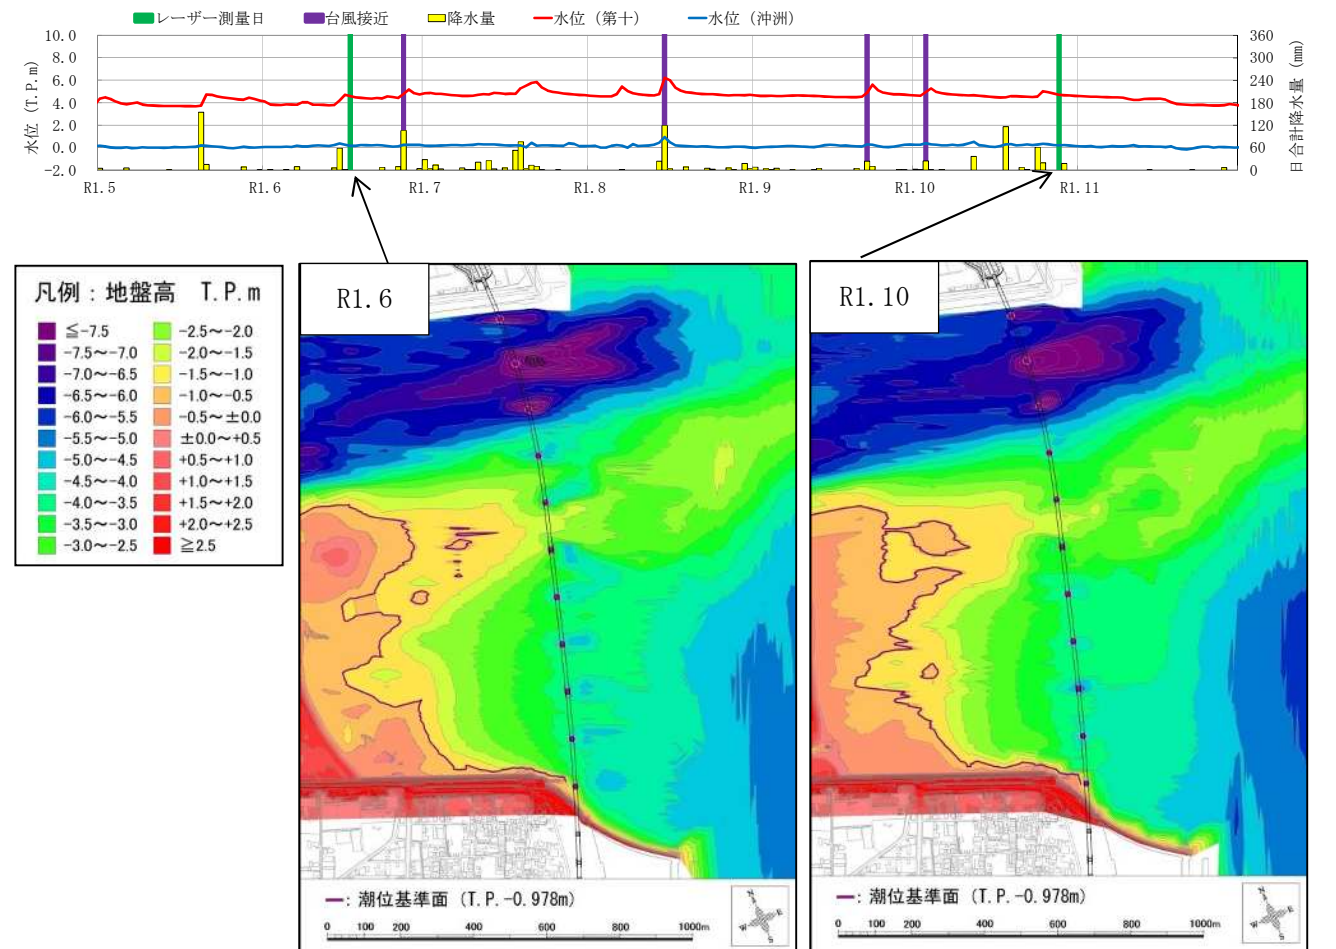 レーザー測量日 台風接近 降水量 水位（第十） 水位（沖洲）
水位（T.P.m）
10.0
8.0
6.0
4.0
2.0
0.0
-2.0
360
300
240
180
120
60
0
日合計降水量（mm）
R1.5 R1.6 R1.7 R1.8 R1.9 R1.10 R1.11
凡例：地盤高 T.P.m
≦-7.5
-7.5～-7.0
-7.0～-6.5
-6.5～-6.0
-6.0～-5.5
-5.5～-5.0
-5.0～-4.5
-4.5～-4.0
-4.0～-3.5
-3.5～-3.0
-3.0～-2.5
-2.5～-2.0
-2.0～-1.5
-1.5～-1.0
-1.0～-0.5
-0.5～±0.0
±0.0～+0.5
+0.5～+1.0
+1.0～+1.5
+1.5～+2.0
+2.0～+2.5
≧2.5
R1.6
―：潮位基準面（T.P.-0.978m）
0 100 200 400 600 800 1000m
N E S W
R1.10
―：潮位基準面（T.P.-0.978m）
0 100 200 400 600 800 1000m
N E S W